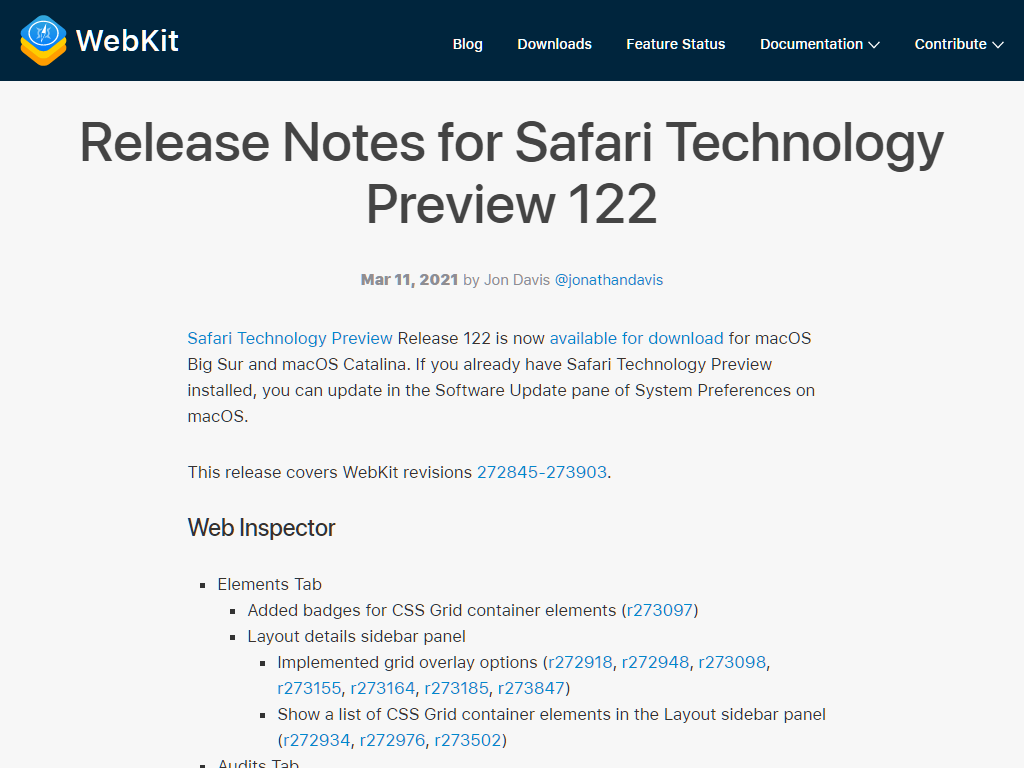 WebKit
Blog Downloads Feature Status Documentation Contribute
Release Notes for Safari Technology
Preview 122
Mar 11, 2021 by Jon Davis @jonathandavis
Safari Technology Preview Release 122 is now available for download for macOS
Big Sur and macOS Catalina. If you already have Safari Technology Preview
installed, you can update in the Software Update pane of System Preferences on
macOS.
This release covers WebKit revisions 272845-273903.
Web Inspector
Elements Tab
Added badges for CSS Grid container elements (r273097)
Layout details sidebar panel
Implemented grid overlay options (r272918, r272948, r273098,
r273155, r273164, r273185, r273847)
Show a list of CSS Grid container elements in the Layout sidebar panel
(r272934, r272976, r273502)
Audits Tab